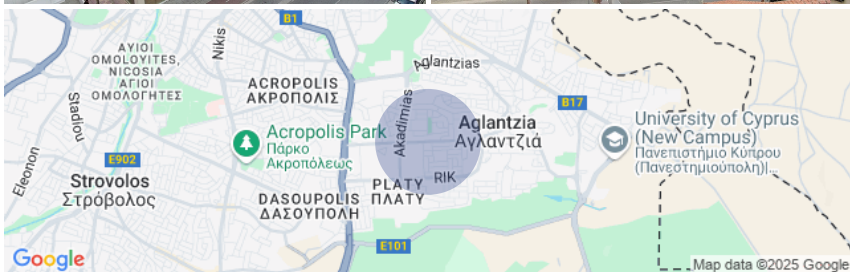 B1
Nikis
ΑΥΙΟΙ
OMOLOYITES,
NICOSIA
ΑΓΙΟΙ
ΟΜΟΛΟΓΗΤΕΣ
Stadiou
Eleonon
E902
Strovolos
Στρόβολος
ACROPOLIS
ΑΚΡΟΠΟΛΙΣ
Acropolis Park
Πάρκο
Ακροπόλεως
DASOUPOLIS
ΔΑΣΟΥΠΟΛΗ
Aglantzias
Akadimias
PLATY
ΠΛΑΤΥ
RIK
Aglantzia
Αγλαντζιά
B17
University of Cyprus
(New Campus)
Πανεπιστήμιο Κύπρου
(Πανεπιστημιούπολη)|...
E101
Google
Map data ©2025 Google